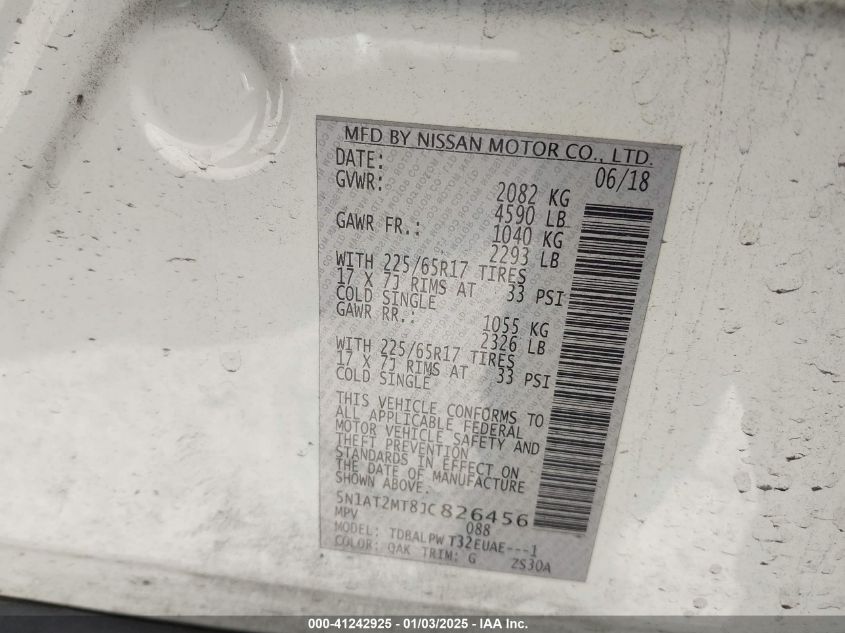 MFD BY NISSAN MOTOR CO., LTD.
DATE: 06/18
GVWR: 2082 KG
4590 LB
GAWR FR.: 1040 KG
2293 LB
WITH 225/65R17 TIRES
17 X 7J RIMS AT 33 PSI
COLD SINGLE
GAWR RR.: 1055 KG
2326 LB
WITH 225/65R17 TIRES
17 X 7J RIMS AT 33 PSI
COLD SINGLE
THIS VEHICLE CONFORMS TO
ALL APPLICABLE FEDERAL
MOTOR VEHICLE SAFETY AND
THEFT PREVENTION
STANDARDS IN EFFECT ON
THE DATE OF MANUFACTURE
SHOWN ABOVE.
5N1AT2MT8JC826456
MPV 088
MODEL: TDBALPW T32EUAE---1
COLOR: QAK TRIM: G ZS30A
000-41242925 - 01/03/2025 - IAA Inc.